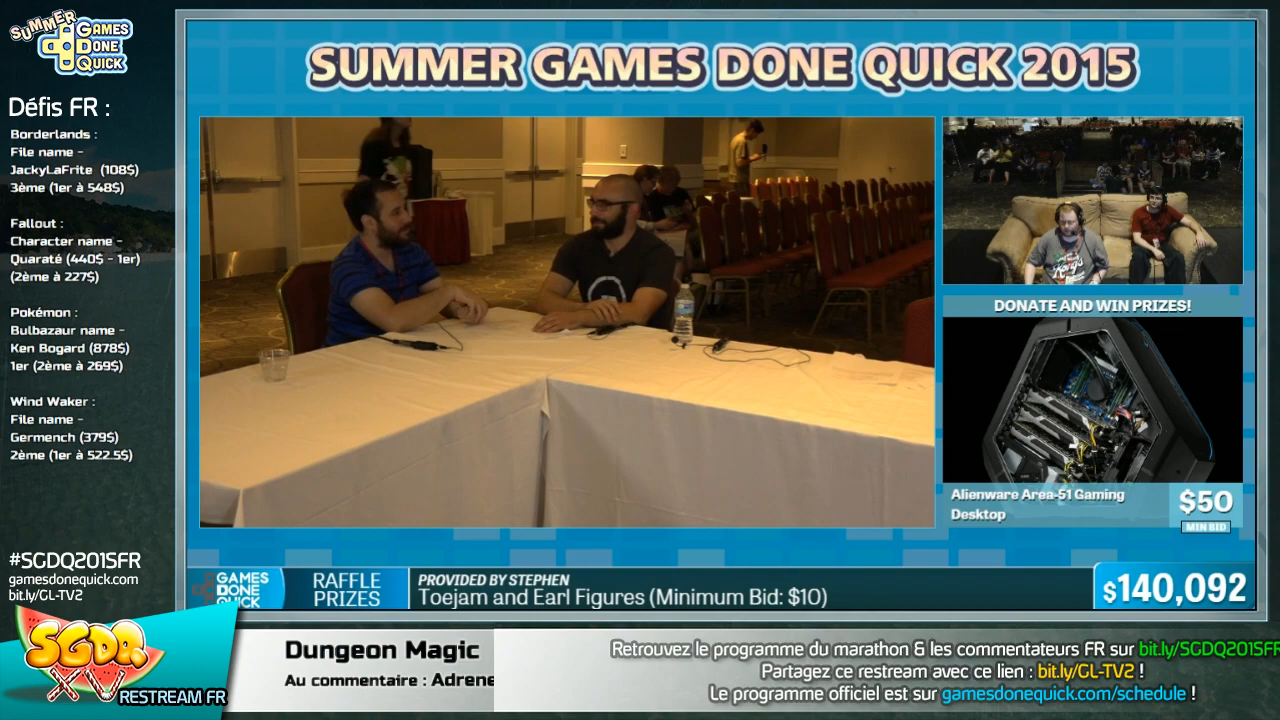 SUMMER
GAMES
DONE
QUICK
Défis FR :
Borderlands :
File name -
JackyLaFrite (108$)
3ème (1er à 548$)
Fallout :
Character name -
Quaraté (440$ - 1er)
(2ème à 227$)
Pokémon :
Bulbazaur name -
Ken Bogard (878$)
1er (2ème à 269$)
Wind Waker :
File name -
Germench (379$)
2ème (1er à 522.5$)
#SGDQ2015FR
gamesdonequick.com
bit.ly/GL-TV2
SUMMER GAMES DONE QUICK 2015
DONATE AND WIN PRIZES!
Alienware Area-51 Gaming
Desktop
$50
MIN BID
GAMES
DONE
QUICK
RAFFLE
PRIZES
PROVIDED BY STEPHEN
Toejam and Earl Figures (Minimum Bid: $10)
$140,092
SGDQ
XV
RESTREAM FR
Dungeon Magic
Au commentaire : Adrene
Retrouvez le programme du marathon & les commentateurs FR sur bit.ly/SGDQ2015FR
Partagez ce restream avec ce lien : bit.ly/GL-TV2 !
Le programme officiel est sur gamesdonequick.com/schedule !